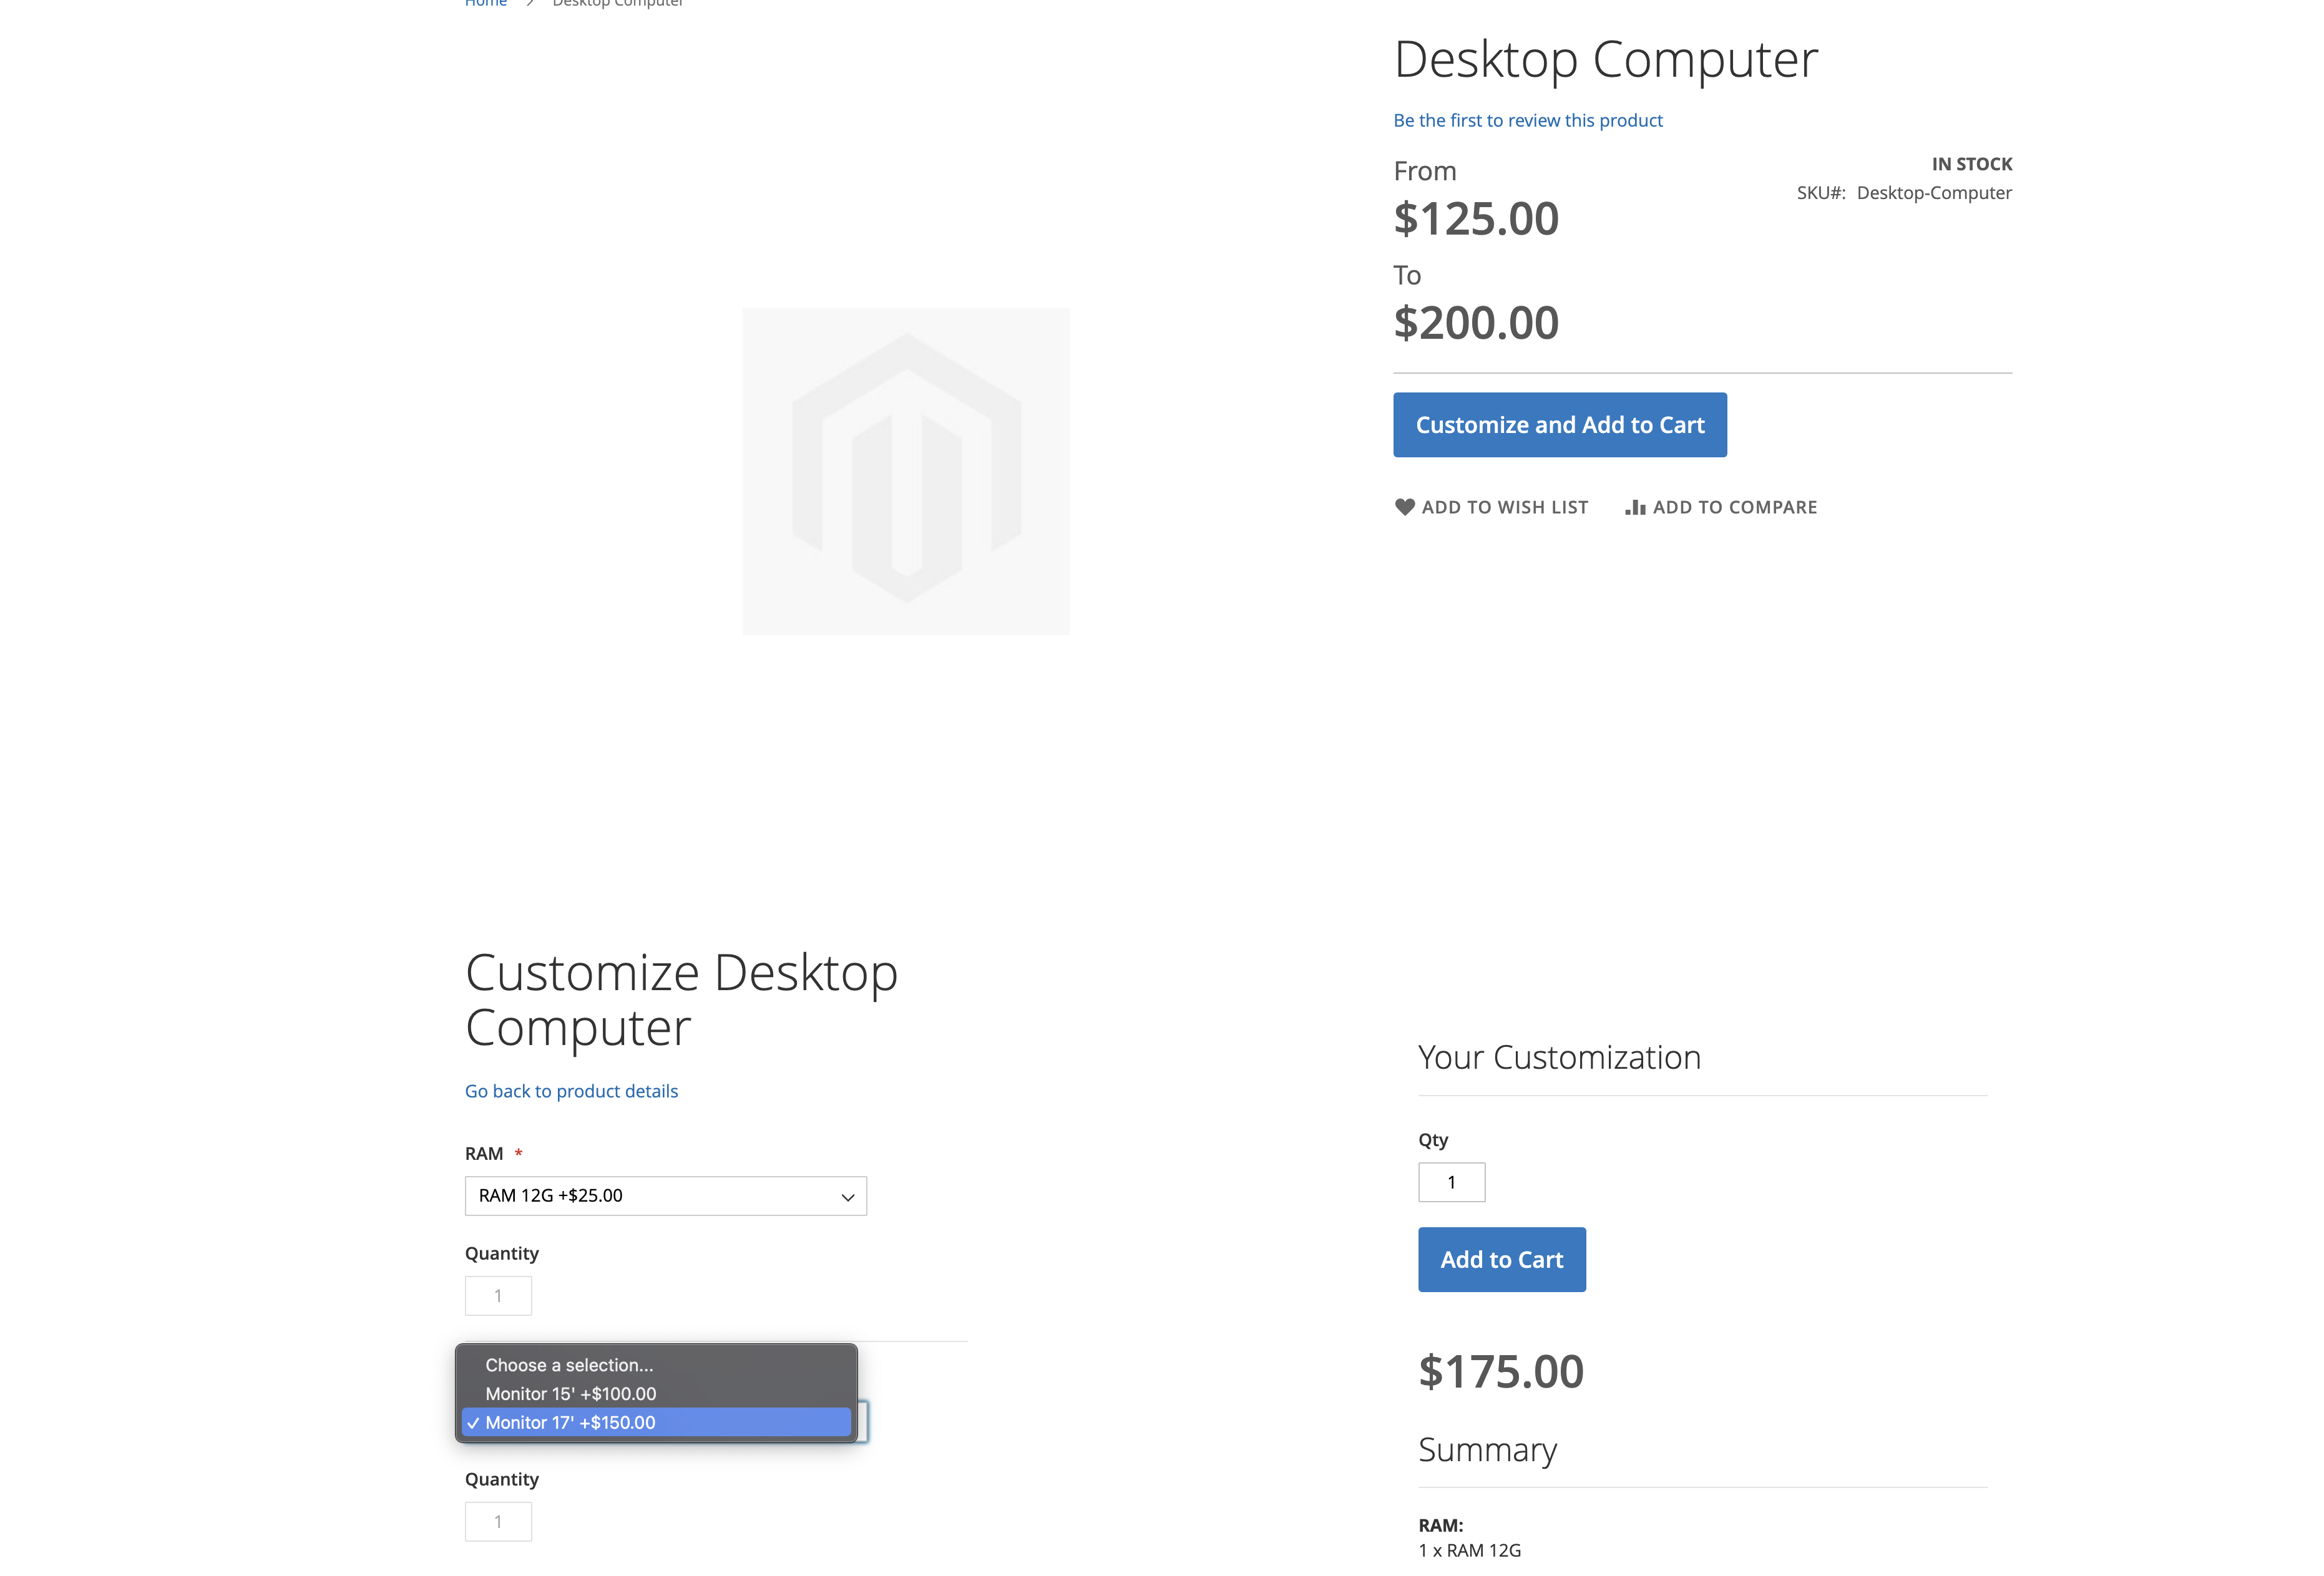 Home > Desktop Computer
Desktop Computer
Be the first to review this product
From
$125.00
IN STOCK
SKU#: Desktop-Computer
To
$200.00
Customize and Add to Cart
ADD TO WISH LIST
ADD TO COMPARE
Customize Desktop
Computer
Go back to product details
RAM *
RAM 12G +$25.00
Quantity
1
Choose a selection...
Monitor 15' +$100.00
✓ Monitor 17' +$150.00
Quantity
1
Your Customization
Qty
1
Add to Cart
$175.00
Summary
RAM:
1 x RAM 12G